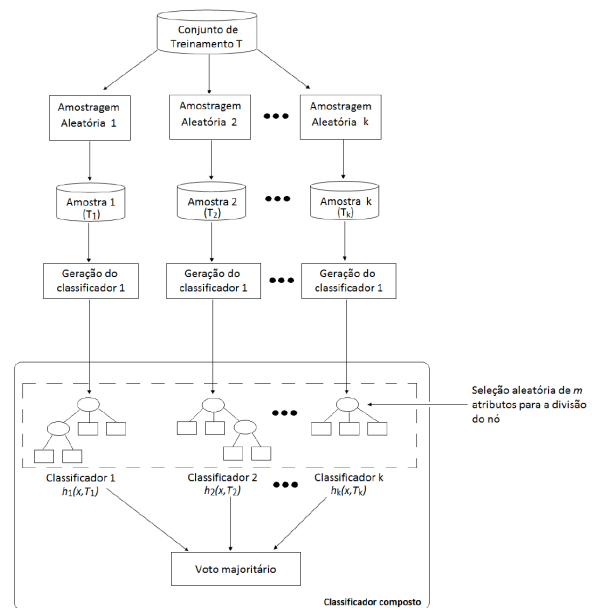 Conjunto de
Treinamento T
Amostragem
Aleatória 1
Amostragem
Aleatória 2
Amostragem
Aleatória k
Amostra 1
(T1)
Amostra 2
(T2)
Amostra k
(Tk)
Geração do
classificador 1
Geração do
classificador 1
Geração do
classificador 1
Seleção aleatória de m
atributos para a divisão
do nó
Classificador 1
h1(x,T1)
Classificador 2
h2(x,T2)
Classificador k
hk(x,Tk)
Voto majoritário
Classificador composto